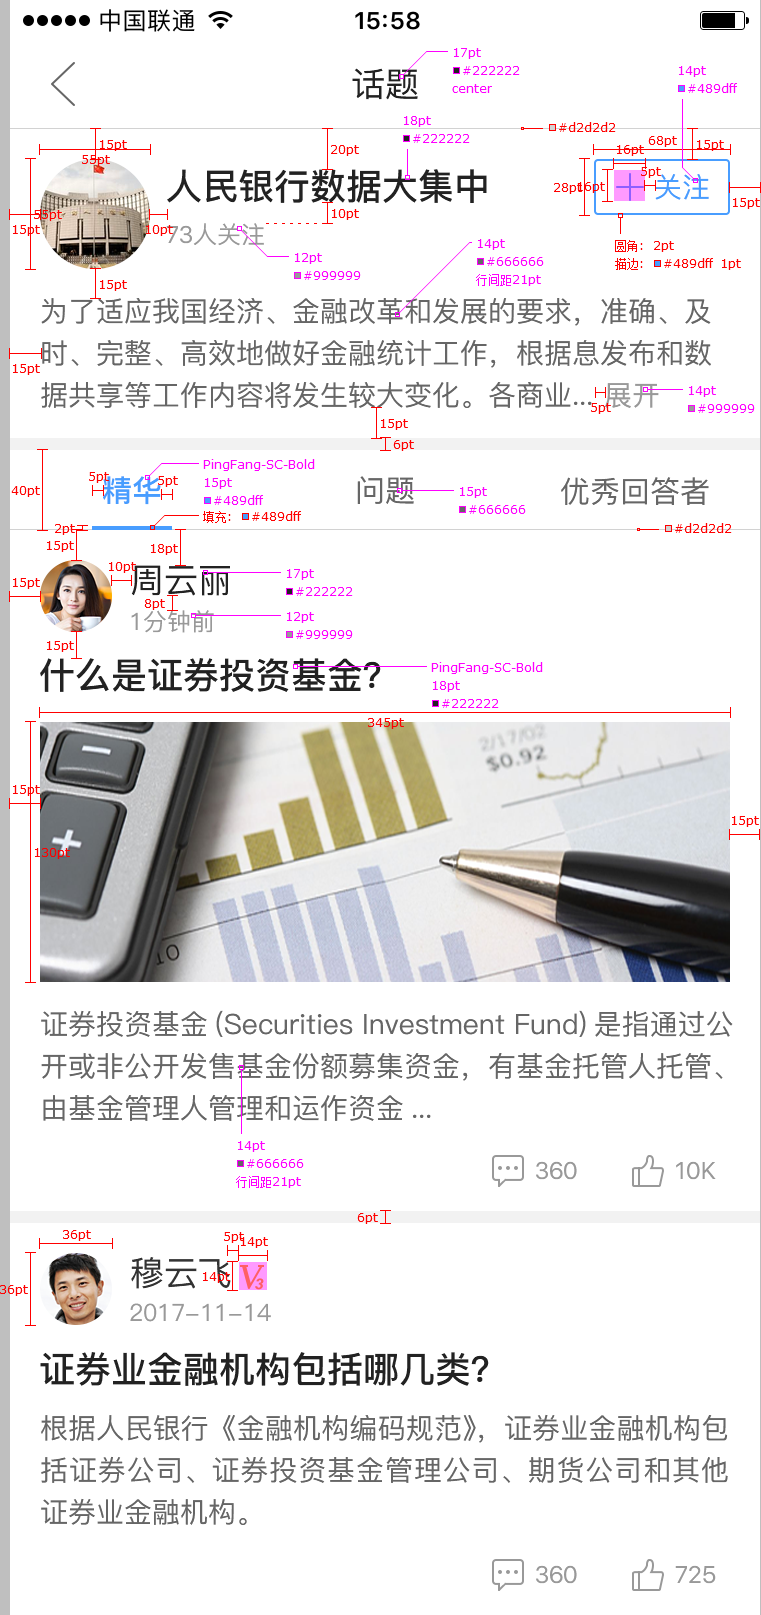 中国联通
15:58
话题
17pt
#222222
center
14pt
#489dff
18pt
#222222
#d2d2d2
68pt
15pt
55pt
15pt
20pt
16pt
15pt
5pt
人民银行数据大集中
28pt
16pt
关注
55pt
15pt
10pt
10pt
15pt
73人关注
圆角：2pt
描边：#489dff 1pt
12pt
#999999
14pt
#666666
行间距21pt
15pt
为了适应我国经济、金融改革和发展的要求，准确、及
时、完整、高效地做好金融统计工作，根据息发布和数
15pt
据共享等工作内容将发生较大变化。各商业... 展开
14pt
#999999
5pt
15pt
6pt
40pt
5pt
精华
5pt
PingFang-SC-Bold
15pt
#489dff
填充：#489dff
问题
15pt
#666666
优秀回答者
2pt
#d2d2d2
15pt
18pt
15pt
10pt
周云丽
17pt
#222222
8pt
1分钟前
12pt
#999999
15pt
什么是证券投资基金?
PingFang-SC-Bold
18pt
#222222
345pt
2/17/02
$0.92
15pt
15pt
130pt
10
证券投资基金 (Securities Investment Fund) 是指通过公
开或非公开发售基金份额募集资金，有基金托管人托管、
由基金管理人管理和运作资金 ...
14pt
#666666
行间距21pt
360
10K
6pt
36pt
5pt
14pt
36pt
穆云飞
14pt
V3
2017-11-14
证券业金融机构包括哪几类?
根据人民银行《金融机构编码规范》，证券业金融机构包
括证券公司、证券投资基金管理公司、期货公司和其他
证券业金融机构。
360
725